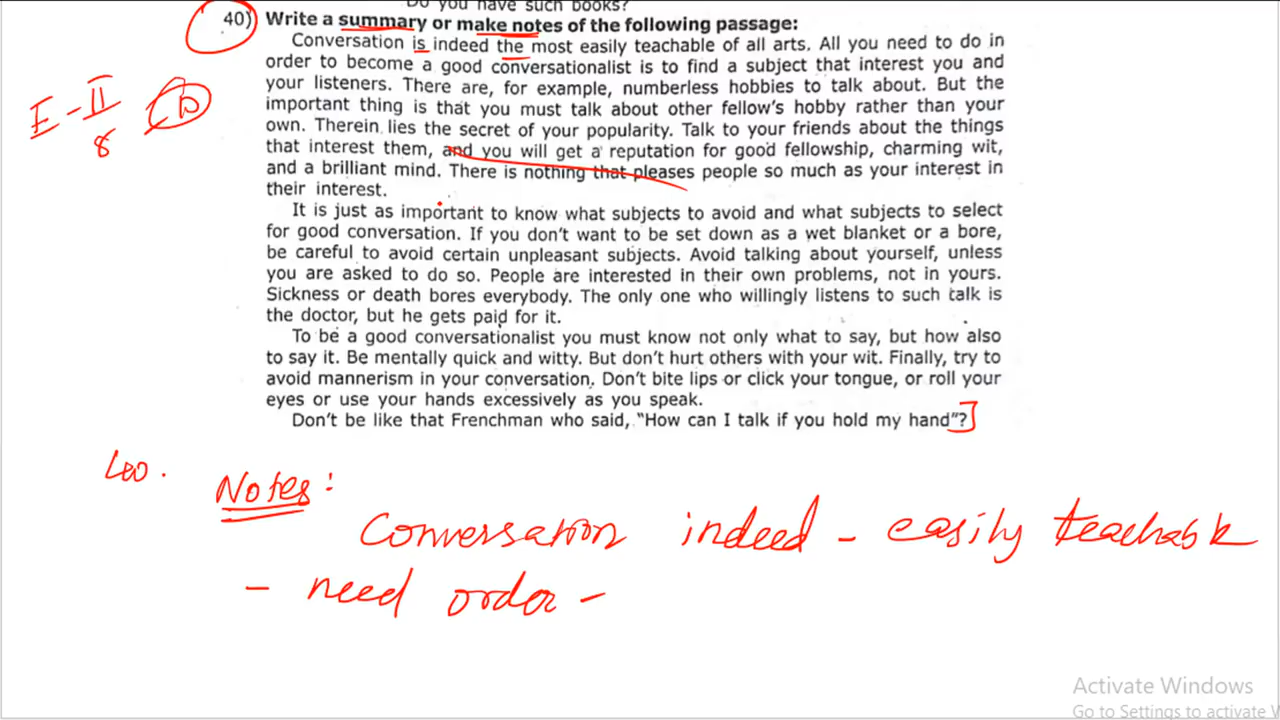 Do you have such books?
40) Write a summary or make notes of the following passage:
Conversation is indeed the most easily teachable of all arts. All you need to do in
order to become a good conversationalist is to find a subject that interest you and
your listeners. There are, for example, numberless hobbies to talk about. But the
important thing is that you must talk about other fellow's hobby rather than your
own. Therein lies the secret of your popularity. Talk to your friends about the things
that interest them, and you will get a reputation for good fellowship, charming wit,
and a brilliant mind. There is nothing that pleases people so much as your interest in
their interest.
It is just as important to know what subjects to avoid and what subjects to select
for good conversation. If you don't want to be set down as a wet blanket or a bore,
be careful to avoid certain unpleasant subjects. Avoid talking about yourself, unless
you are asked to do so. People are interested in their own problems, not in yours.
Sickness or death bores everybody. The only one who willingly listens to such talk is
the doctor, but he gets paid for it.
To be a good conversationalist you must know not only what to say, but how also
to say it. Be mentally quick and witty. But don't hurt others with your wit. Finally, try to
avoid mannerism in your conversation. Don't bite lips or click your tongue, or roll your
eyes or use your hands excessively as you speak.
Don't be like that Frenchman who said, "How can I talk if you hold my hand"?]
E-II
8
Notes:
Conversation indeed - easily teachable
- need order -
Activate Windows
Go to Settings to activate W